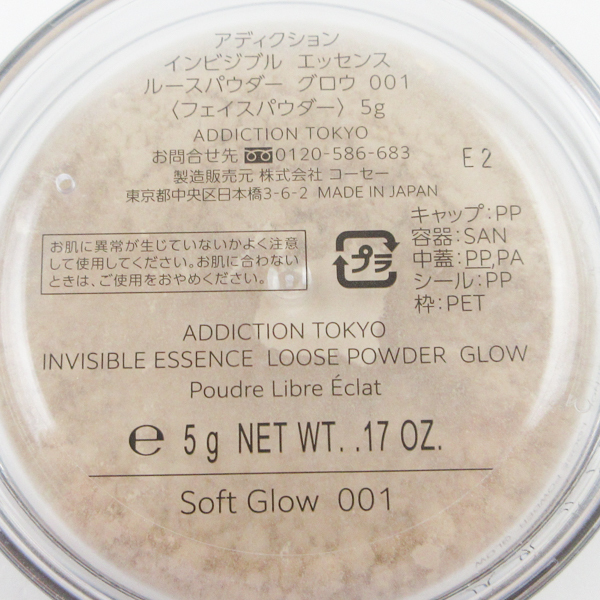 アディクション
インビジブル エッセンス
ルースパウダー グロウ 001
〈フェイスパウダー〉 5g
ADDICTION TOKYO
お問合せ先 0120-586-683
E2
製造販売元 株式会社 コーセー
東京都中央区日本橋3-6-2 MADE IN JAPAN
お肌に異常が生じていないかよく注意
して使用してください。お肌に合わない
ときは、ご使用をおやめください。
プラ
キャップ:PP
容器:SAN
中蓋:PP,PA
シール:PP
枠:PET
ADDICTION TOKYO
INVISIBLE ESSENCE LOOSE POWDER GLOW
Poudre Libre Éclat
℮ 5 g NET WT. .17 OZ.
Soft Glow 001